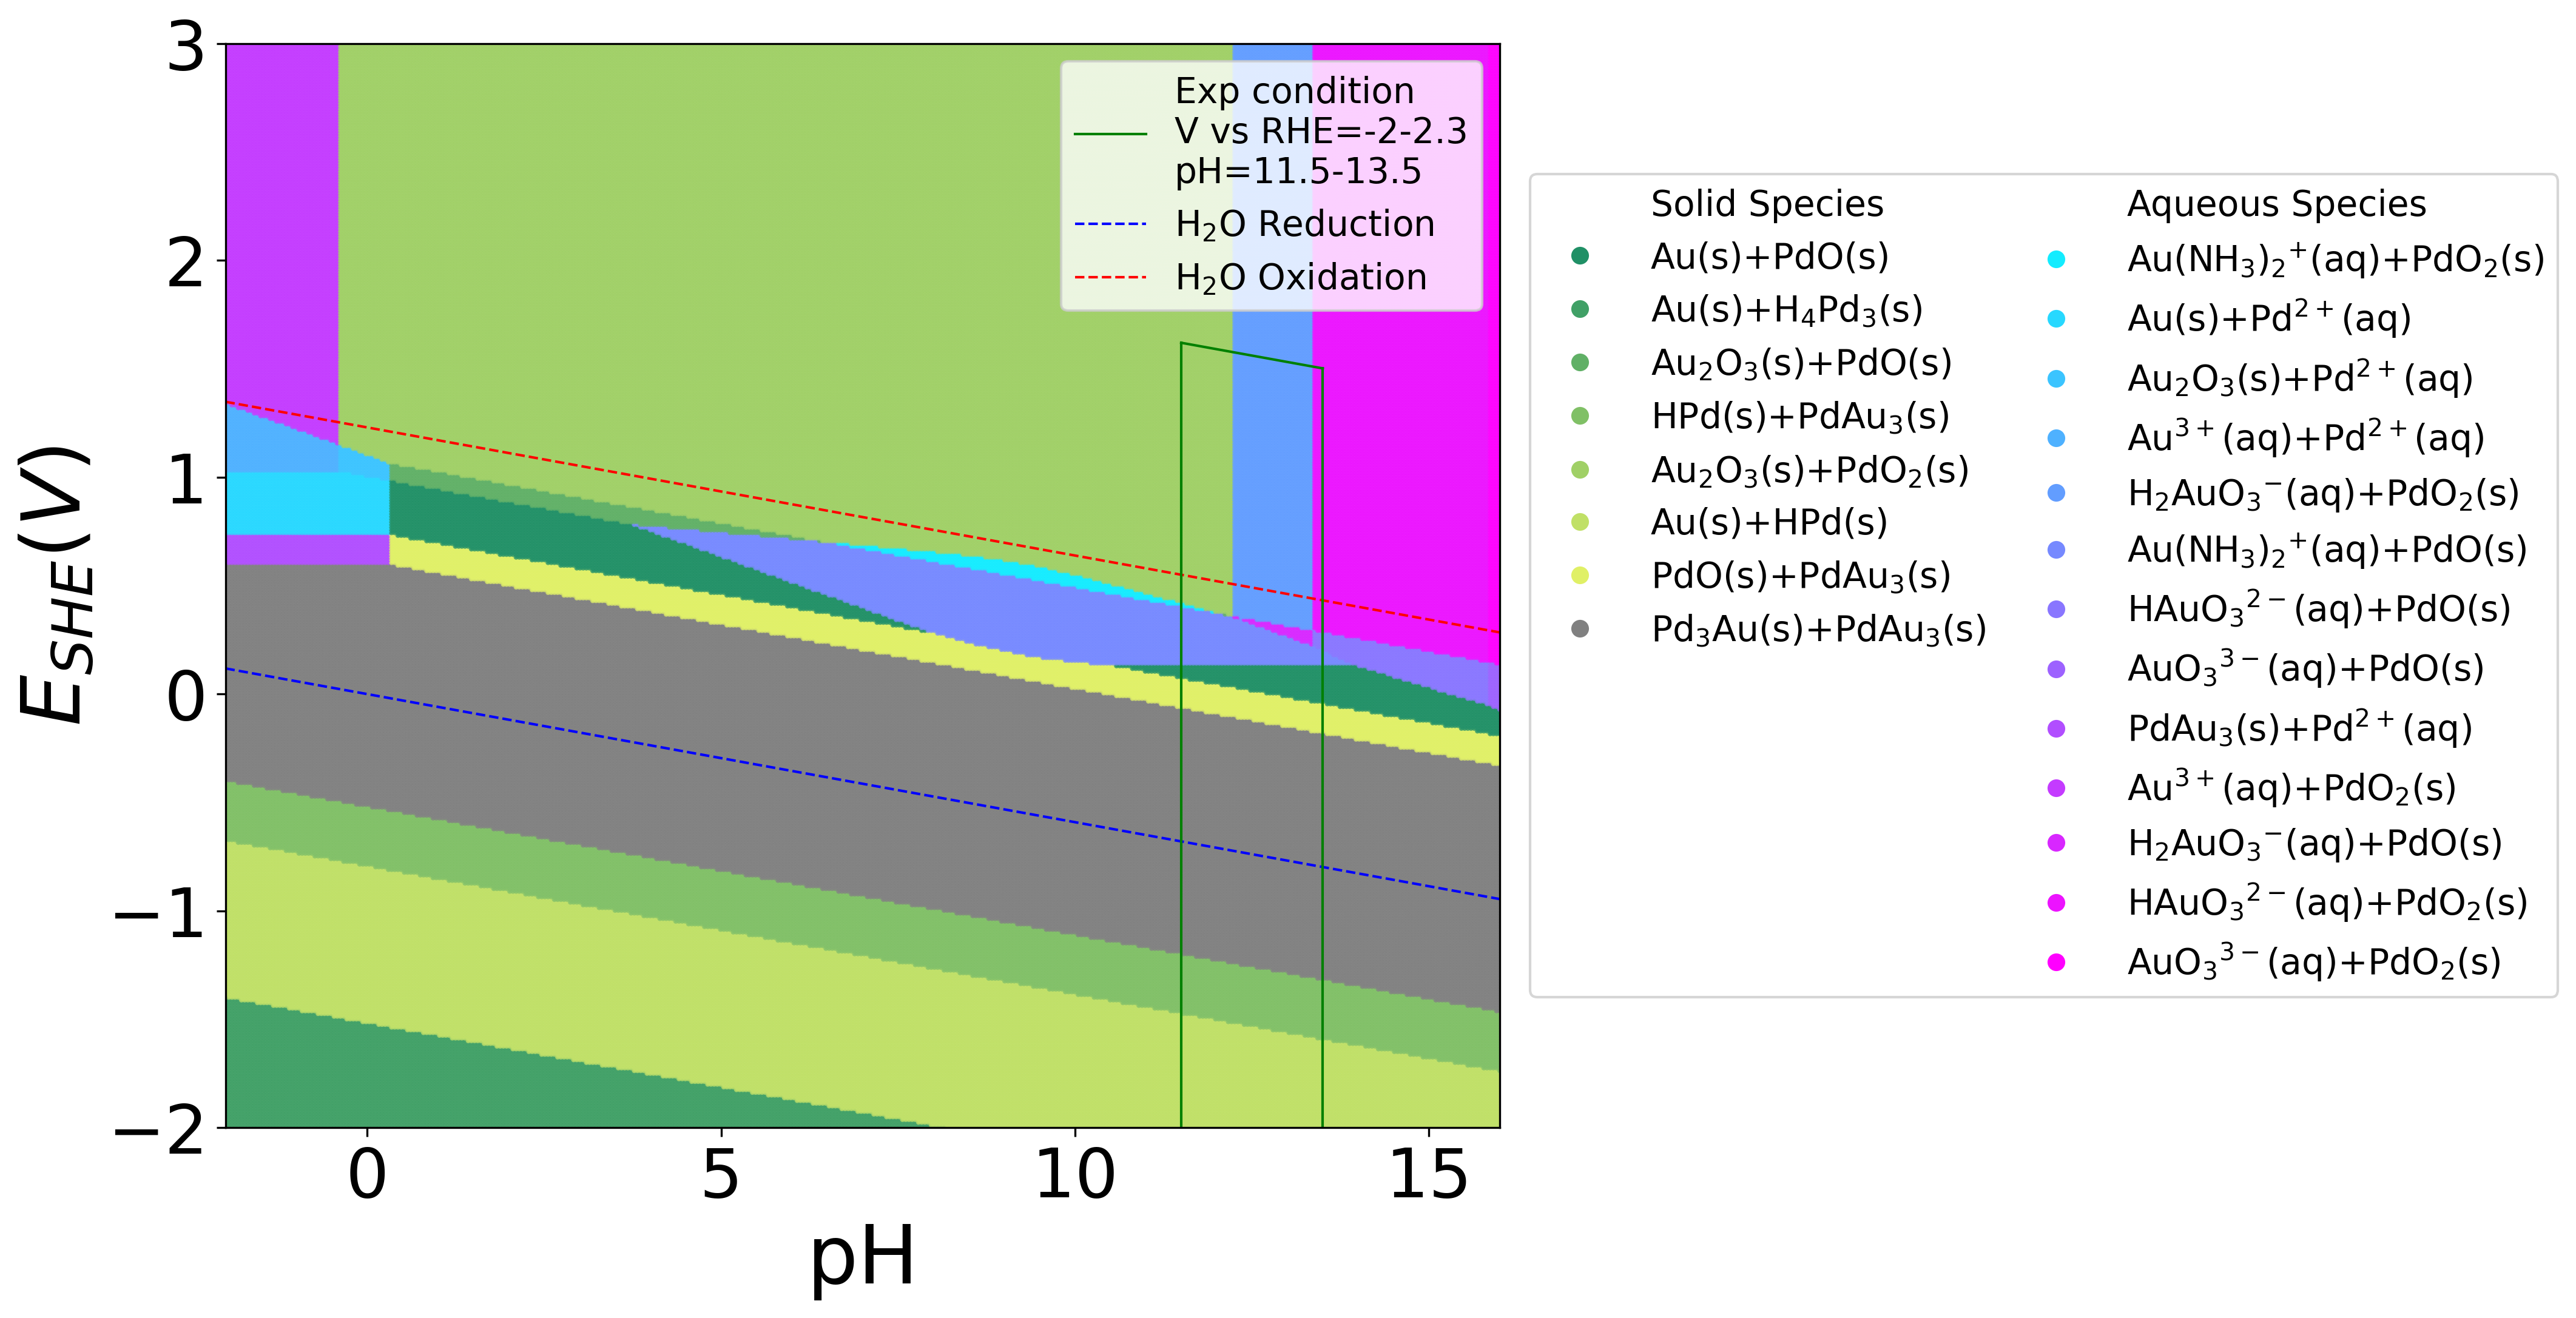 3
2
1
0
−1
−2
E_SHE(V)
0 5 10 15
pH
Exp condition
V vs RHE=-2-2.3
pH=11.5-13.5
H₂O Reduction
H₂O Oxidation
Solid Species
Au(s)+PdO(s)
Au(s)+H₄Pd₃(s)
Au₂O₃(s)+PdO(s)
HPd(s)+PdAu₃(s)
Au₂O₃(s)+PdO₂(s)
Au(s)+HPd(s)
PdO(s)+PdAu₃(s)
Pd₃Au(s)+PdAu₃(s)
Aqueous Species
Au(NH₃)₂⁺(aq)+PdO₂(s)
Au(s)+Pd²⁺(aq)
Au₂O₃(s)+Pd²⁺(aq)
Au³⁺(aq)+Pd²⁺(aq)
H₂AuO₃⁻(aq)+PdO₂(s)
Au(NH₃)₂⁺(aq)+PdO(s)
HAuO₃²⁻(aq)+PdO(s)
AuO₃³⁻(aq)+PdO(s)
PdAu₃(s)+Pd²⁺(aq)
Au³⁺(aq)+PdO₂(s)
H₂AuO₃⁻(aq)+PdO(s)
HAuO₃²⁻(aq)+PdO₂(s)
AuO₃³⁻(aq)+PdO₂(s)